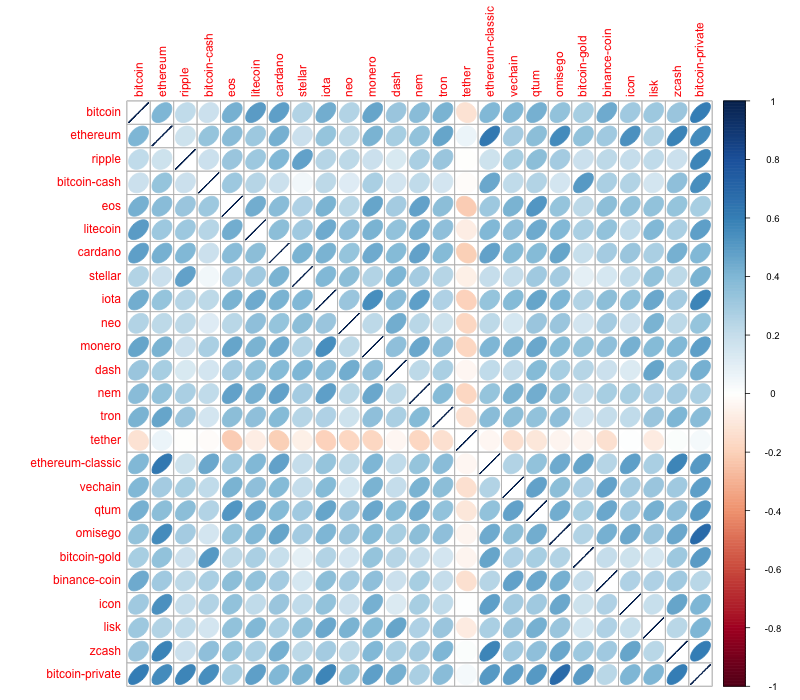 bitcoin
ethereum
ripple
bitcoin-cash
eos
litecoin
cardano
stellar
iota
neo
monero
dash
nem
tron
tether
ethereum-classic
vechain
qtum
omisego
bitcoin-gold
binance-coin
icon
lisk
zcash
bitcoin-private
bitcoin
ethereum
ripple
bitcoin-cash
eos
litecoin
cardano
stellar
iota
neo
monero
dash
nem
tron
tether
ethereum-classic
vechain
qtum
omisego
bitcoin-gold
binance-coin
icon
lisk
zcash
bitcoin-private
1
0.8
0.6
0.4
0.2
0
-0.2
-0.4
-0.6
-0.8
-1